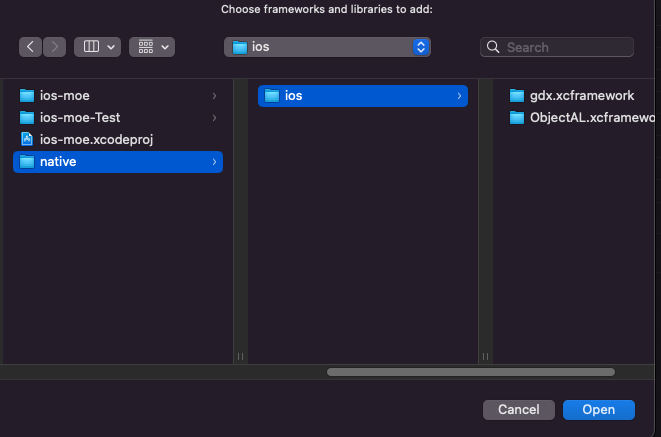 Choose frameworks and libraries to add:
ios
Search
ios-moe
ios-moe-Test
ios-moe.xcodeproj
native
ios
gdx.xcframework
ObjectAL.xcframewo
Cancel
Open